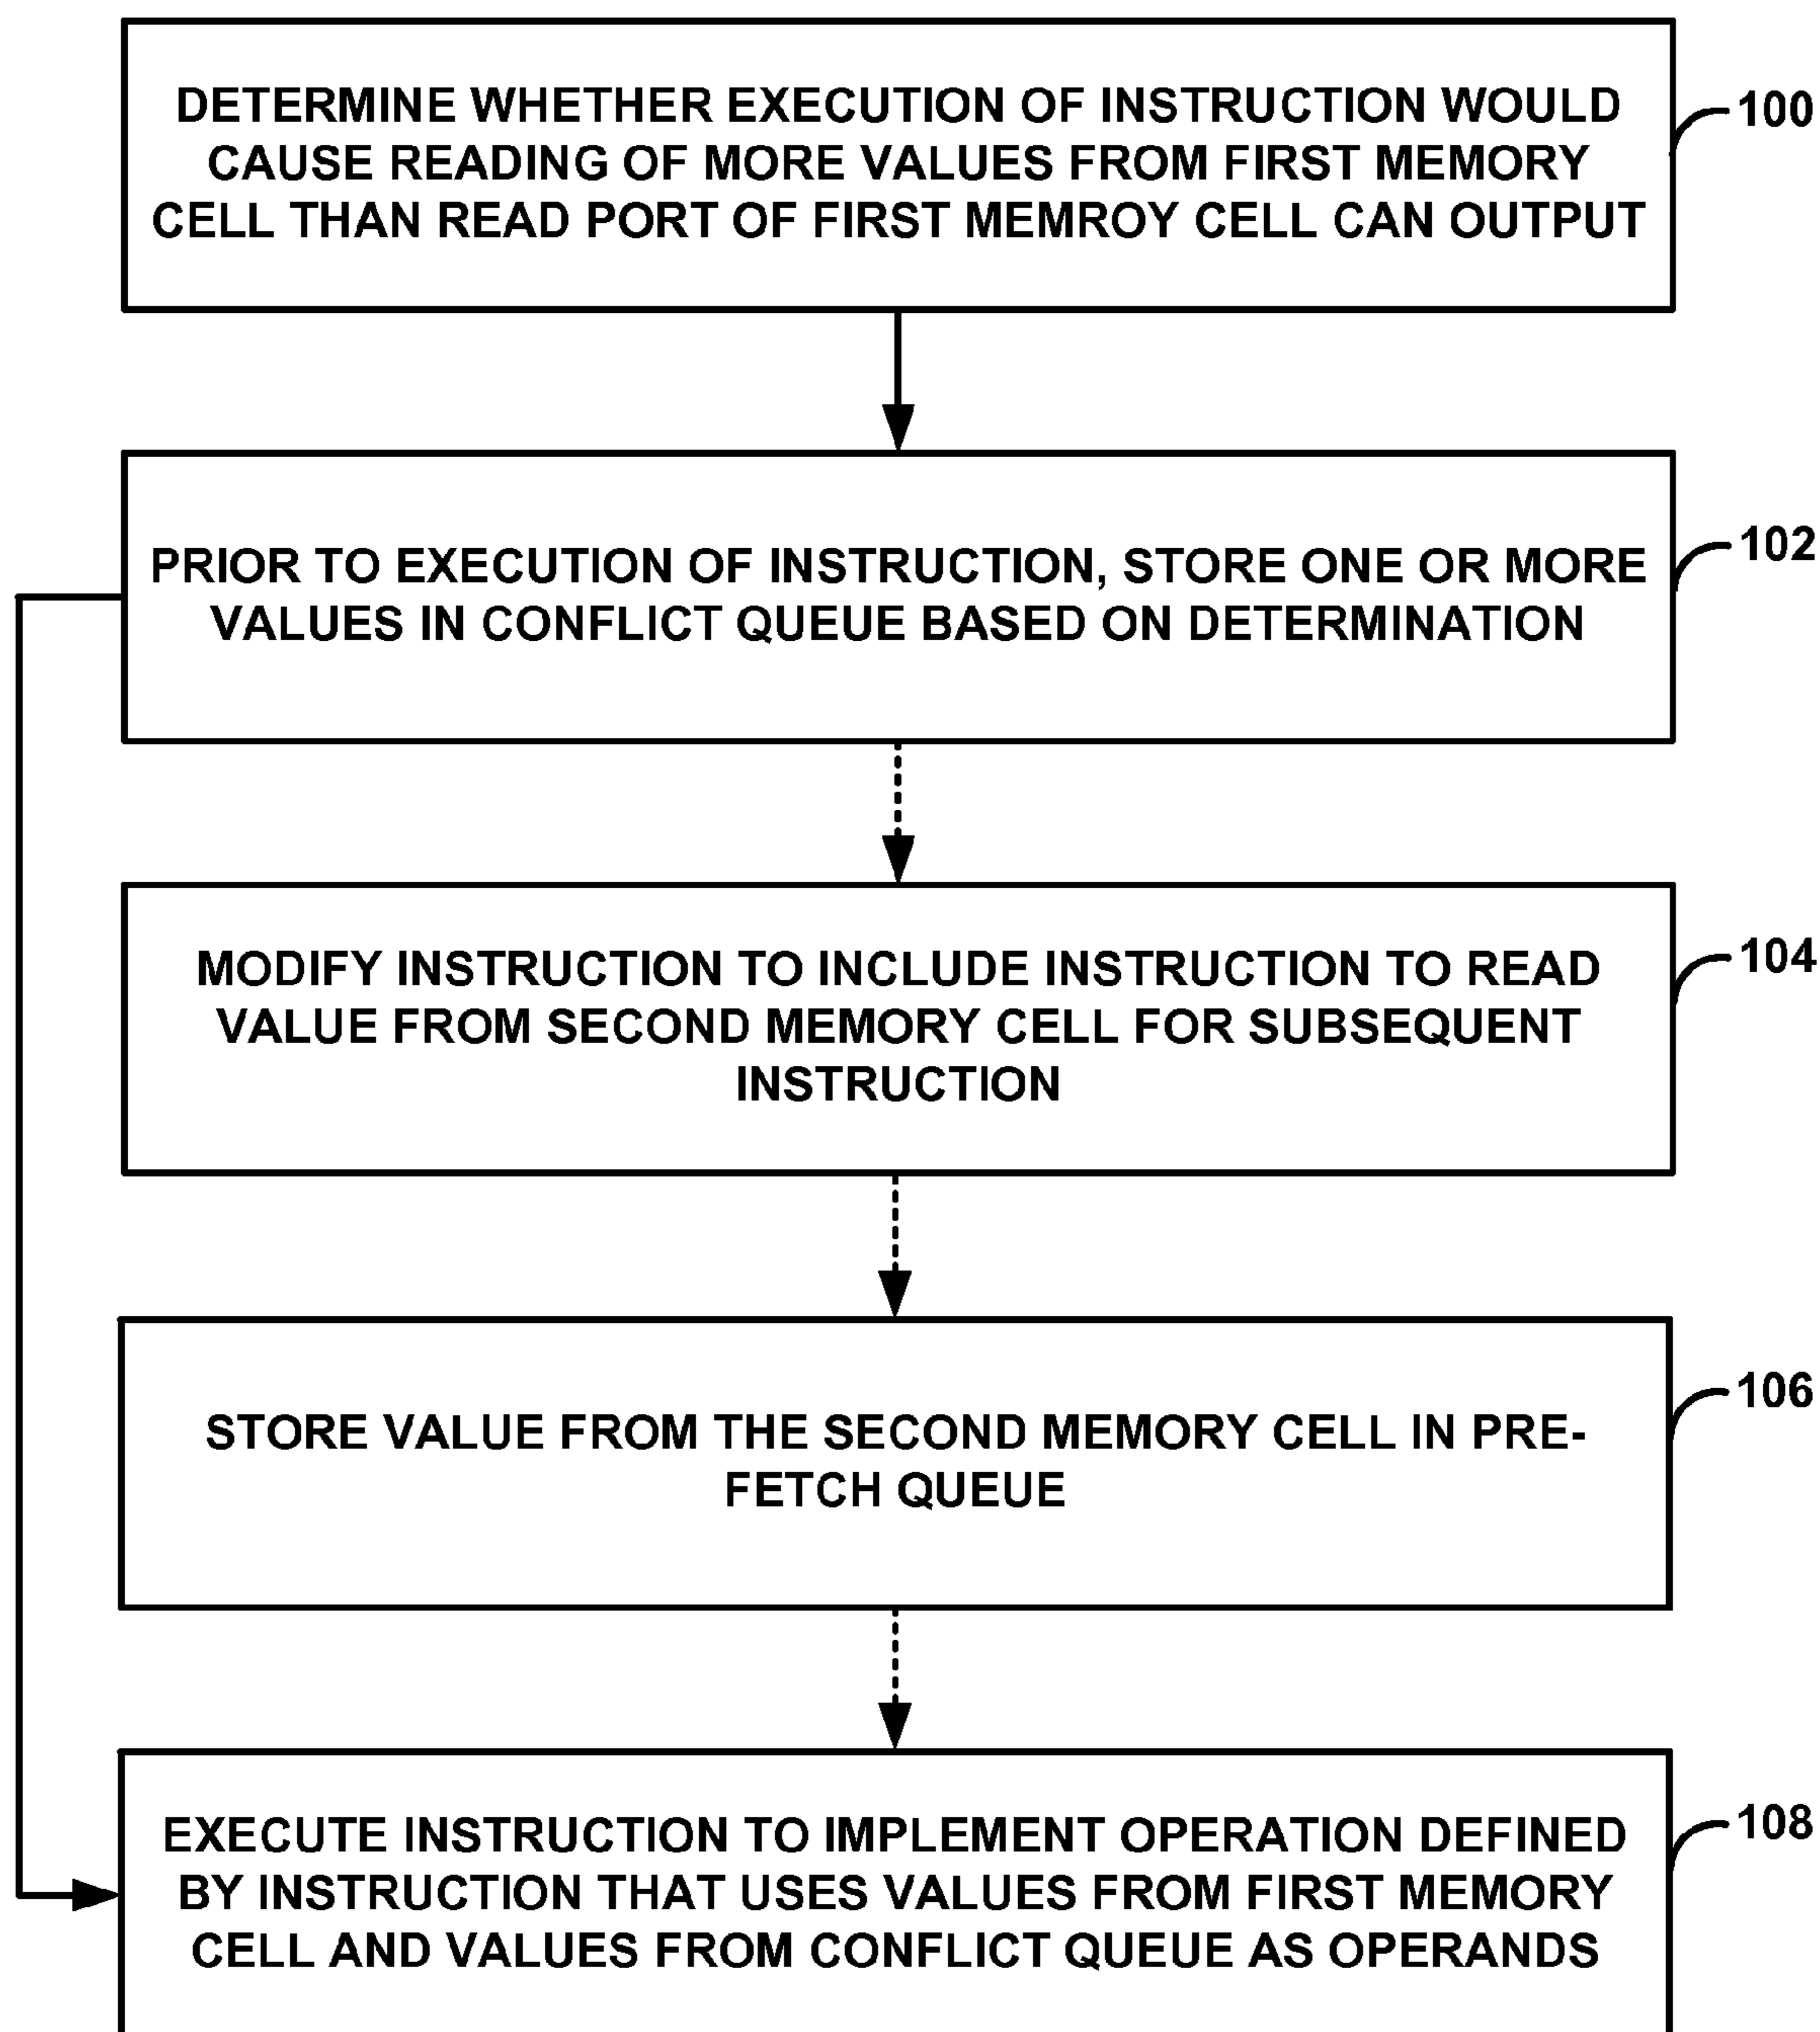 DETERMINE WHETHER EXECUTION OF INSTRUCTION WOULD
CAUSE READING OF MORE VALUES FROM FIRST MEMORY
CELL THAN READ PORT OF FIRST MEMROY CELL CAN OUTPUT
100
PRIOR TO EXECUTION OF INSTRUCTION, STORE ONE OR MORE
VALUES IN CONFLICT QUEUE BASED ON DETERMINATION
102
MODIFY INSTRUCTION TO INCLUDE INSTRUCTION TO READ
VALUE FROM SECOND MEMORY CELL FOR SUBSEQUENT
INSTRUCTION
104
STORE VALUE FROM THE SECOND MEMORY CELL IN PRE-
FETCH QUEUE
106
EXECUTE INSTRUCTION TO IMPLEMENT OPERATION DEFINED
BY INSTRUCTION THAT USES VALUES FROM FIRST MEMORY
CELL AND VALUES FROM CONFLICT QUEUE AS OPERANDS
108